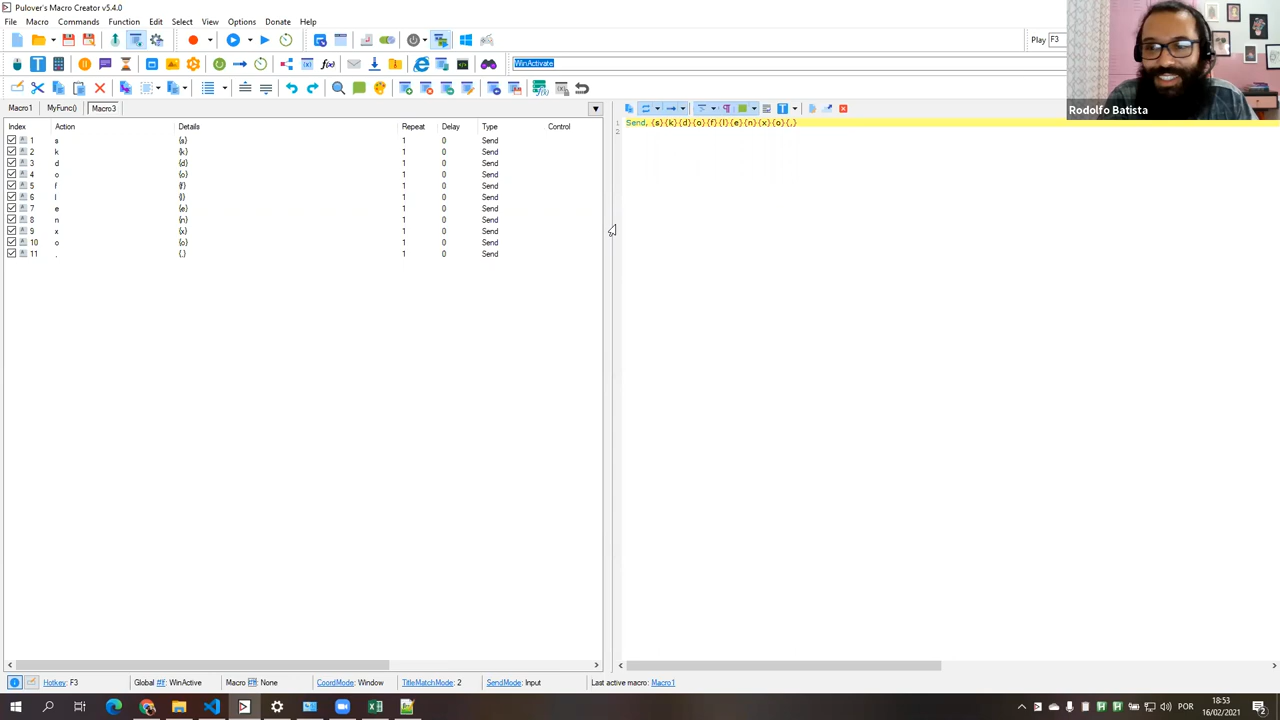 Pulover's Macro Creator v5.4.0
File Macro Commands Function Edit Select View Options Donate Help
Play F3
WinActivate
Rodolfo Batista
Macro1 MyFunc() Macro3
Index Action Details Repeat Delay Type Control
1 s {s} 1 0 Send
2 k {k} 1 0 Send
3 d {d} 1 0 Send
4 o {o} 1 0 Send
5 f {f} 1 0 Send
6 l {l} 1 0 Send
7 e {e} 1 0 Send
8 n {n} 1 0 Send
9 x {x} 1 0 Send
10 o {o} 1 0 Send
11 , {,} 1 0 Send
1 Send, {s}{k}{d}{o}{f}{l}{e}{n}{x}{o}{,}
2
Hotkey: F3 Global #If: WinActive Macro None CoordMode: Window TitleMatchMode: 2 SendMode: Input Last active macro: Macro1
POR
18:53
16/02/2021
2